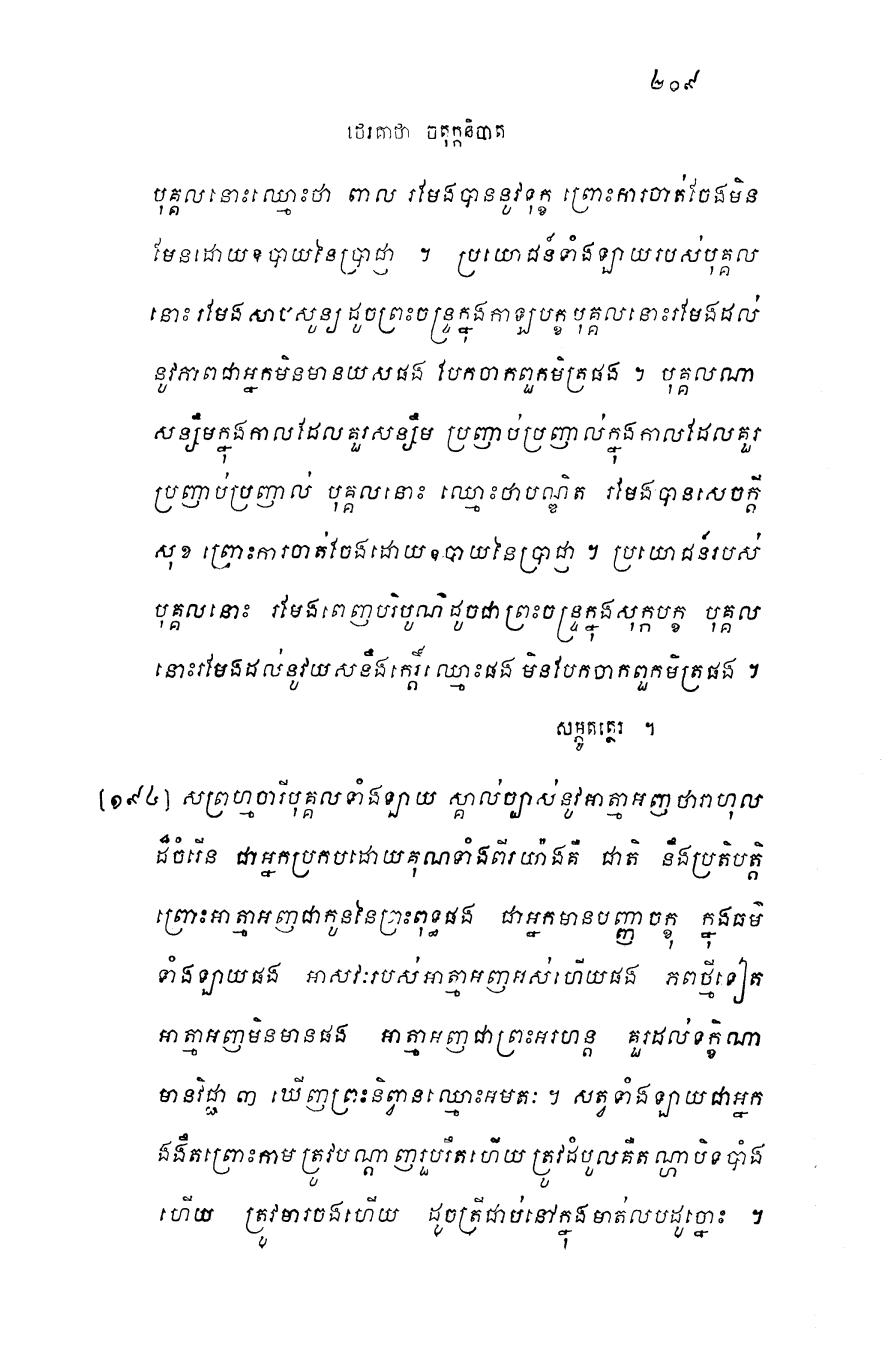 ២០៩
ថេរគាថា ចតុក្កនិបាត
បុគ្គលនោះឈ្មោះថា ពាល រមែងបាននូវទុក្ខ ព្រោះការចាត់ចែងមិន
មែនដោយឧបាយនៃប្រាជ្ញា ។ ប្រយោជន៍ទាំងឡាយរបស់បុគ្គល
នោះ រមែងសាបសូន្យ ដូចព្រះចន្ទ្រក្នុងកាឡបក្ខ បុគ្គលនោះរមែងដល់
នូវភាពជាអ្នកមិនមានយសផង បែកចាកពួកមិត្រផង ។ បុគ្គលណា
សន្សឹមក្នុងកាលដែលគួរសន្សឹម ប្រញាប់ប្រញាល់ក្នុងកាលដែលគួរ
ប្រញាប់ប្រញាល់ បុគ្គលនោះ ឈ្មោះថាបណ្ឌិត រមែងបានសេចក្តី
សុខ ព្រោះការចាត់ចែងដោយឧបាយនៃប្រាជ្ញា ។ ប្រយោជន៍របស់
បុគ្គលនោះ រមែងពេញបរិបូណ៌ដូចជាព្រះចន្ទ្រក្នុងសុក្កបក្ខ បុគ្គល
នោះរមែងដល់នូវយសនឹងកេរ្តិ៍ឈ្មោះផង មិនបែកចាកពួកមិត្រផង ។
សម្ភូតត្ថេរ ។
[១៩៤] សព្រហ្មចារីបុគ្គលទាំងឡាយ ស្គាល់ច្បាស់នូវអាត្មាអញថារាហុល
ដ៏ចំរើន ជាអ្នកប្រកបដោយគុណទាំងពីរយ៉ាងគឺ ជាតិ នឹងប្រតិបត្តិ
ព្រោះអាត្មាអញជាកូននៃព្រះពុទ្ធផង ជាអ្នកមានបញ្ញាចក្ខុ ក្នុងធម៌
ទាំងឡាយផង អាសវៈរបស់អាត្មាអញអស់ហើយផង ភពថ្មីទៀត
អាត្មាអញមិនមានផង អាត្មាអញជាព្រះអរហន្ត គួរដល់ទក្ខិណា
មានវិជ្ជា ៣ ឃើញព្រះនិព្វានឈ្មោះអមតៈ ។ សត្វទាំងឡាយជាអ្នក
ងងឹតព្រោះកាម ត្រូវបណ្តាញរួបរឹតហើយ ត្រូវដំបូលគឺតណ្ហាបិទបាំង
ហើយ ត្រូវមារចងហើយ ដូចត្រីជាប់នៅក្នុងមាត់លបដូច្នោះ ។